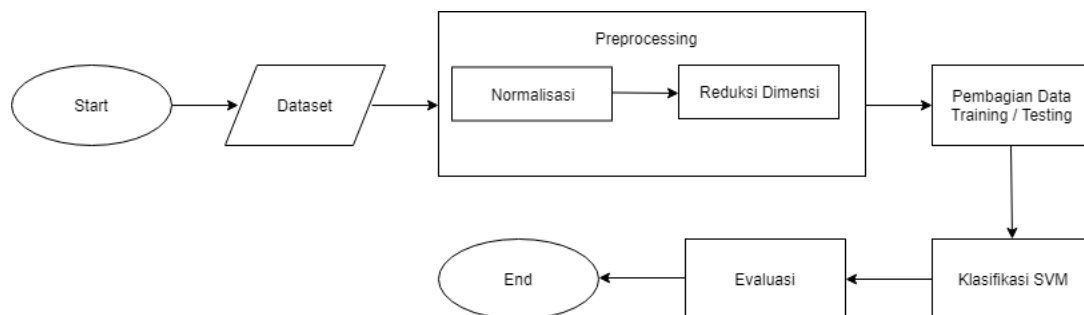 Start
Dataset
Preprocessing
Normalisasi
Reduksi Dimensi
Pembagian Data
Training / Testing
Klasifikasi SVM
Evaluasi
End